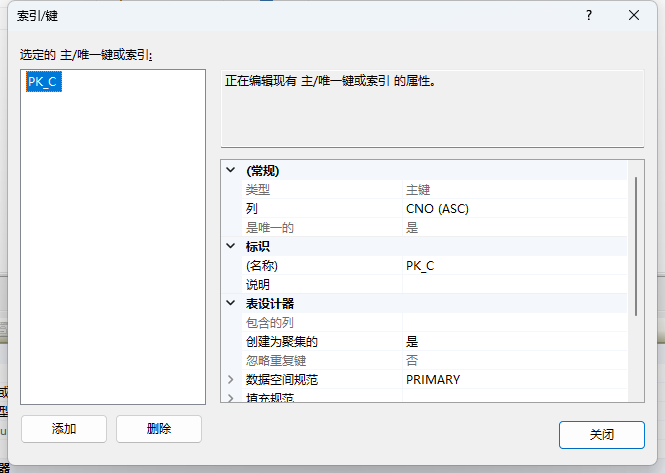 索引/键
选定的 主/唯一键或索引:
PK_C
正在编辑现有 主/唯一键或索引 的属性。
(常规)
类型 主键
列 CNO (ASC)
是唯一的 是
标识
(名称) PK_C
说明
表设计器
包含的列
创建为聚集的 是
忽略重复键 否
数据空间规范 PRIMARY
填充规范
添加 删除
关闭